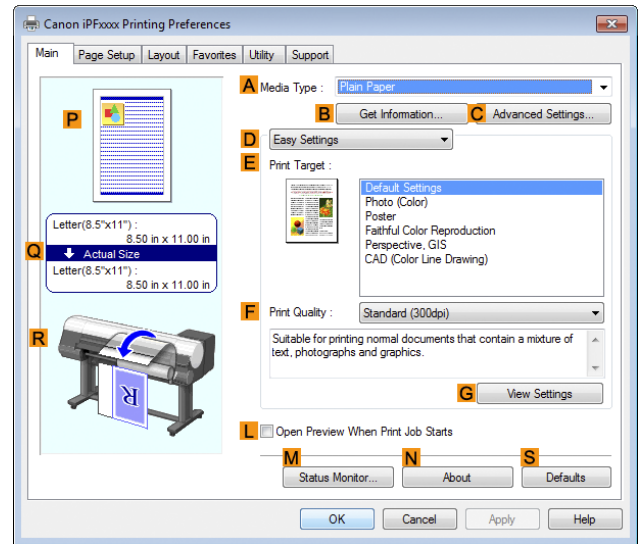 Canon iPFxxxx Printing Preferences
Main Page Setup Layout Favorites Utility Support
A Media Type : Plain Paper
B Get Information... C Advanced Settings...
P
D Easy Settings
E Print Target :
Default Settings
Photo (Color)
Poster
Faithful Color Reproduction
Perspective, GIS
CAD (Color Line Drawing)
Letter(8.5"x11") :
8.50 in x 11.00 in
Q Actual Size
Letter(8.5"x11") :
8.50 in x 11.00 in
F Print Quality : Standard (300dpi)
R
Suitable for printing normal documents that contain a mixture of
text, photographs and graphics.
G View Settings
R
L Open Preview When Print Job Starts
M N S
Status Monitor... About Defaults
OK Cancel Apply Help